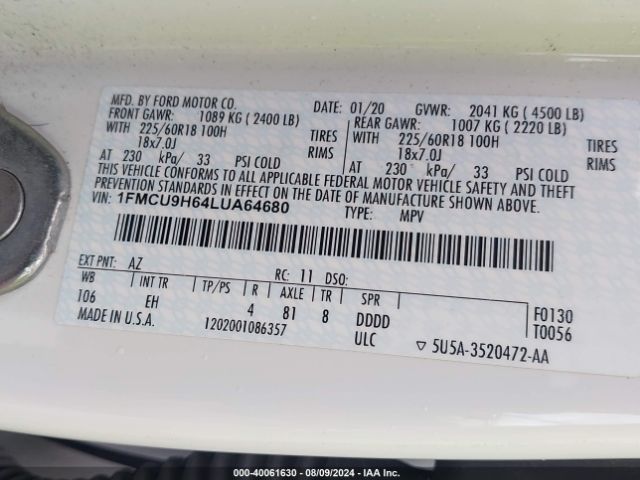 MFD. BY FORD MOTOR CO. DATE: 01/20 GVWR: 2041 KG (4500 LB)
FRONT GAWR: 1089 KG (2400 LB) REAR GAWR: 1007 KG (2220 LB)
WITH 225/60R18 100H TIRES WITH 225/60R18 100H TIRES
18x7.0J RIMS 18x7.0J RIMS
AT 230 kPa/ 33 PSI COLD AT 230 kPa/ 33 PSI COLD
THIS VEHICLE CONFORMS TO ALL APPLICABLE FEDERAL MOTOR VEHICLE SAFETY AND THEFT
PREVENTION STANDARDS IN EFFECT ON THE DATE OF MANUFACTURE SHOWN ABOVE.
VIN: 1FMCU9H64LUA64680 TYPE: MPV
EXT PNT: AZ RC: 11 DSO:
WB INT TR TP/PS R AXLE TR SPR
106 EH 4 81 8 DDDD F0130
MADE IN U.S.A. 1202001086357 ULC T0056
▽ 5U5A-3520472-AA
000-40061630 - 08/09/2024 - IAAI.com